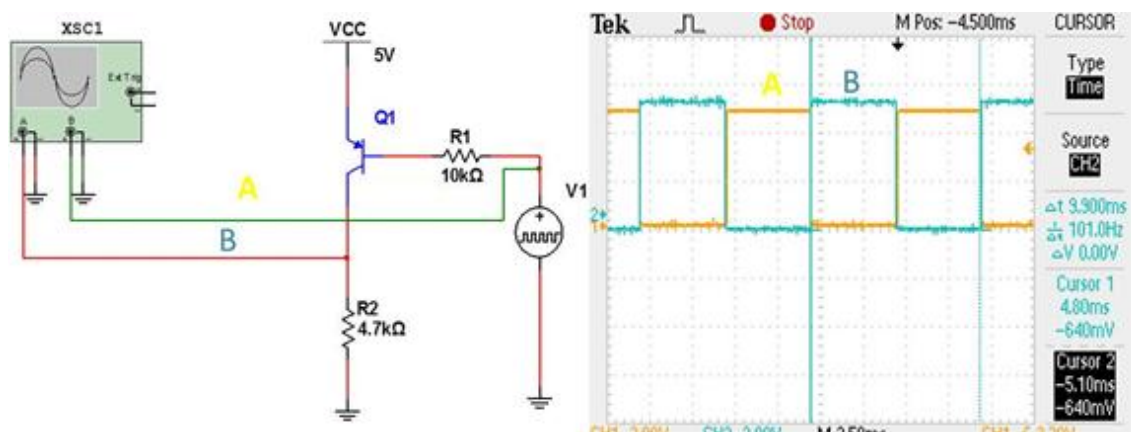 XSC1
Ext Trig
A B
VCC
5V
Q1
R1
10kΩ
V1
A
B
R2
4.7kΩ
Tek
Stop
M Pos: -4.500ms
CURSOR
Type
Time
Source
CH2
Δt 9.900ms
1/Δt 101.0Hz
ΔV 0.00V
Cursor 1
4.80ms
-640mV
Cursor 2
-5.10ms
-640mV
A
B
2
1